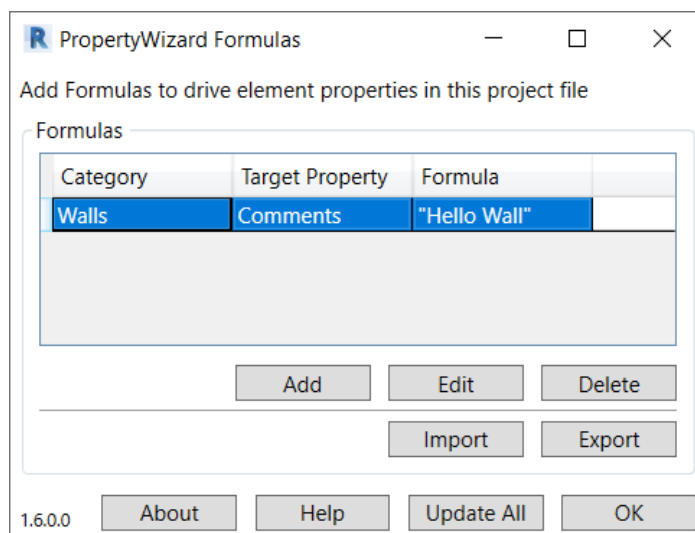 R PropertyWizard Formulas
Add Formulas to drive element properties in this project file
Formulas
Category Target Property Formula
Walls Comments "Hello Wall"
Add Edit Delete
Import Export
1.6.0.0 About Help Update All OK